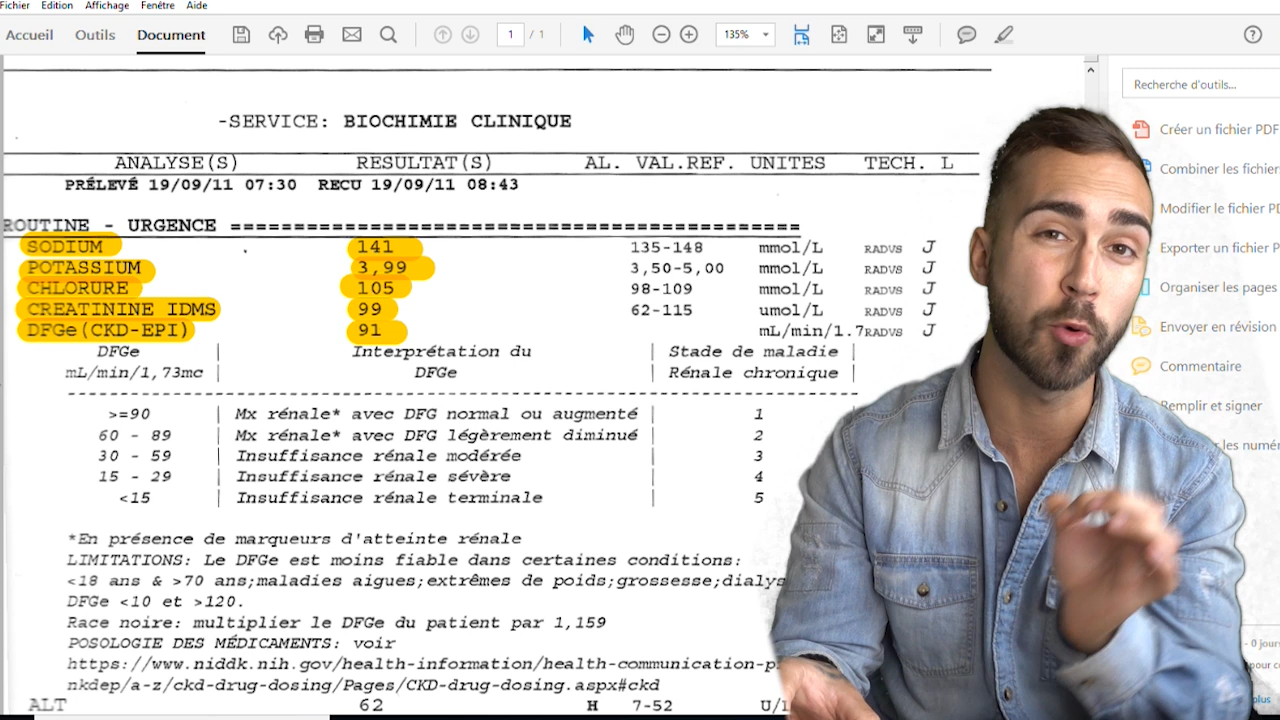 Fichier Edition Affichage Fenêtre Aide
Accueil Outils Document 1 / 1 135%
Recherche d'outils...
-SERVICE: BIOCHIMIE CLINIQUE
ANALYSE(S) RESULTAT(S) AL. VAL.REF. UNITES TECH. L
PRÉLEVÉ 19/09/11 07:30 RECU 19/09/11 08:43
ROUTINE - URGENCE ==========================================
SODIUM 141 135-148 mmol/L RADVS J
POTASSIUM 3,99 3,50-5,00 mmol/L RADVS J
CHLORURE 105 98-109 mmol/L RADVS J
CREATININE IDMS 99 62-115 umol/L RADVS J
DFGe(CKD-EPI) 91 mL/min/1.7 RADVS J
DFGe | Interprétation du | Stade de maladie |
mL/min/1,73mc | DFGe | Rénale chronique |
>=90 | Mx rénale* avec DFG normal ou augmenté | 1
60 - 89 | Mx rénale* avec DFG légèrement diminué | 2
30 - 59 | Insuffisance rénale modérée | 3
15 - 29 | Insuffisance rénale sévère | 4
<15 | Insuffisance rénale terminale | 5
*En présence de marqueurs d'atteinte rénale
LIMITATIONS: Le DFGe est moins fiable dans certaines conditions:
<18 ans & >70 ans;maladies aigues;extrêmes de poids;grossesse;dialys
DFGe <10 et >120.
Race noire: multiplier le DFGe du patient par 1,159
POSOLOGIE DES MÉDICAMENTS: voir
https://www.niddk.nih.gov/health-information/health-communication-p
nkdep/a-z/ckd-drug-dosing/Pages/CKD-drug-dosing.aspx#ckd
ALT 62 H 7-52 U/
Créer un fichier PDF
Combiner les fichiers
Modifier le fichier PD
Exporter un fichier P
Organiser les pages
Envoyer en révision
Commentaire
Remplir et signer
les numér
- 0 jours
pour c
plus